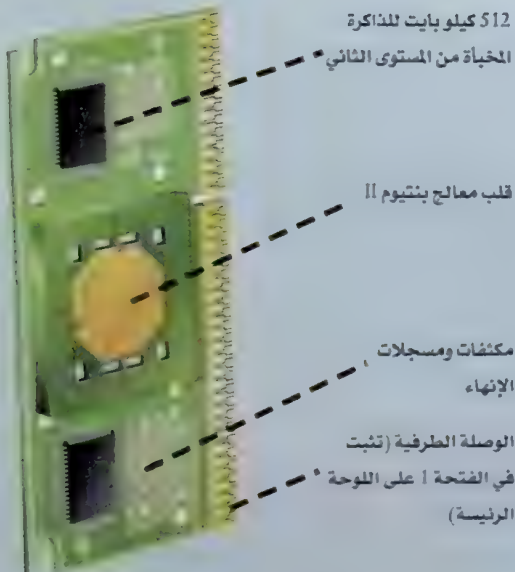 512 كيلو بايت للذاكرة
المخبأة من المستوى الثاني
قلب معالج بنتيوم II
مكثفات ومسجلات
الإنهاء
الوصلة الطرفية (تثبت
في الفتحة 1 على اللوحة
الرئيسة)